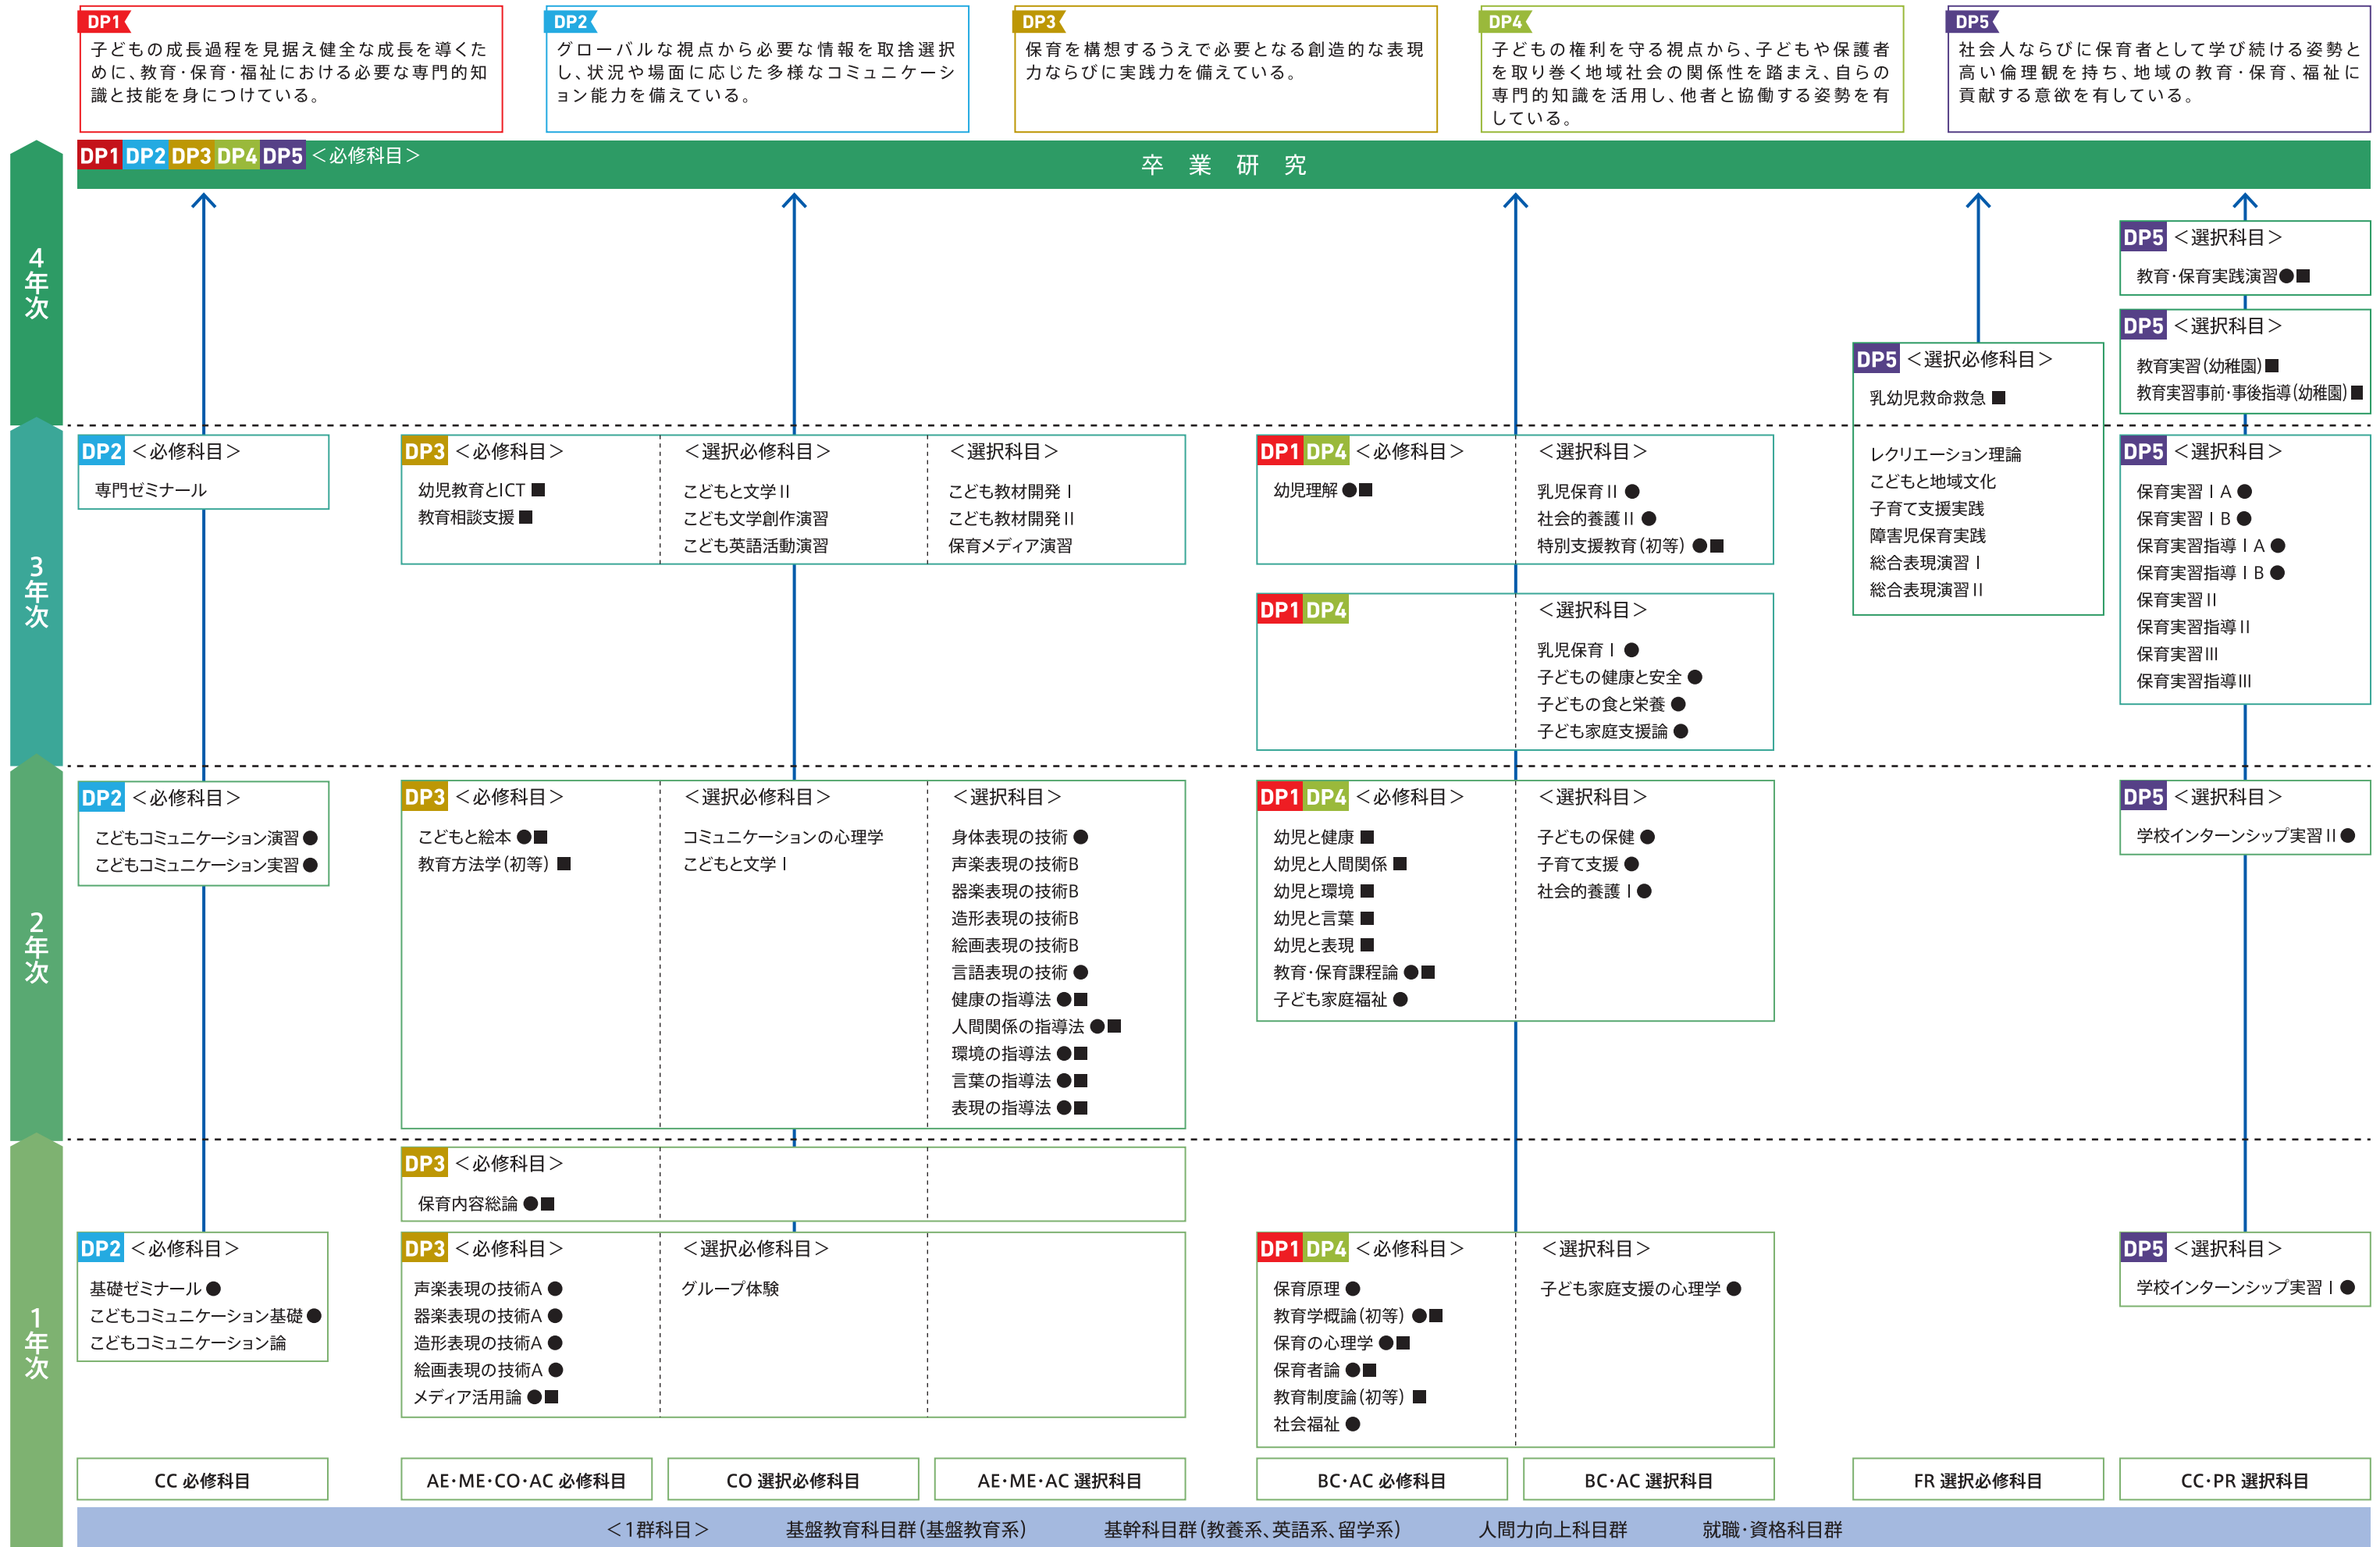 DP1
子どもの成長過程を見据え健全な成長を導くた
めに、教育・保育・福祉における必要な専門的知
識と技能を身につけている。
DP2
グローバルな視点から必要な情報を取捨選択
し、状況や場面に応じた多様なコミュニケーシ
ョン能力を備えている。
DP3
保育を構想するうえで必要となる創造的な表現
力ならびに実践力を備えている。
DP4
子どもの権利を守る視点から、子どもや保護者
を取り巻く地域社会の関係性を踏まえ、自らの
専門的知識を活用し、他者と協働する姿勢を有
している。
DP5
社会人ならびに保育者として学び続ける姿勢と
高い倫理観を持ち、地域の教育・保育、福祉に
貢献する意欲を有している。
DP1 DP2 DP3 DP4 DP5 ＜必修科目＞
卒業研究
4年次
DP5 ＜選択科目＞
教育・保育実践演習●■
DP5 ＜選択科目＞
教育実習(幼稚園)■
教育実習事前・事後指導(幼稚園)■
DP5 ＜選択必修科目＞
乳幼児救命救急 ■
レクリエーション理論
こどもと地域文化
子育て支援実践
障害児保育実践
総合表現演習Ⅰ
総合表現演習Ⅱ
3年次
DP2 ＜必修科目＞
専門ゼミナール
DP3 ＜必修科目＞
幼児教育とICT ■
教育相談支援 ■
＜選択必修科目＞
こどもと文学Ⅱ
こども文学創作演習
こども英語活動演習
＜選択科目＞
こども教材開発Ⅰ
こども教材開発Ⅱ
保育メディア演習
DP1 DP4 ＜必修科目＞
幼児理解 ●■
＜選択科目＞
乳児保育Ⅱ ●
社会的養護Ⅱ ●
特別支援教育(初等) ●■
DP1 DP4
＜選択科目＞
乳児保育Ⅰ ●
子どもの健康と安全 ●
子どもの食と栄養 ●
子ども家庭支援論 ●
DP5 ＜選択科目＞
保育実習ⅠA ●
保育実習ⅠB ●
保育実習指導ⅠA ●
保育実習指導ⅠB ●
保育実習Ⅱ
保育実習指導Ⅱ
保育実習Ⅲ
保育実習指導Ⅲ
2年次
DP2 ＜必修科目＞
こどもコミュニケーション演習 ●
こどもコミュニケーション実習 ●
DP3 ＜必修科目＞
こどもと絵本 ●■
教育方法学(初等) ■
＜選択必修科目＞
コミュニケーションの心理学
こどもと文学Ⅰ
＜選択科目＞
身体表現の技術 ●
声楽表現の技術B
器楽表現の技術B
造形表現の技術B
絵画表現の技術B
言語表現の技術 ●
健康の指導法 ●■
人間関係の指導法 ●■
環境の指導法 ●■
言葉の指導法 ●■
表現の指導法 ●■
DP1 DP4 ＜必修科目＞
幼児と健康 ■
幼児と人間関係 ■
幼児と環境 ■
幼児と言葉 ■
幼児と表現 ■
教育・保育課程論 ●■
子ども家庭福祉 ●
＜選択科目＞
子どもの保健 ●
子育て支援 ●
社会的養護Ⅰ ●
DP5 ＜選択科目＞
学校インターンシップ実習Ⅱ ●
1年次
DP3 ＜必修科目＞
保育内容総論 ●■
DP2 ＜必修科目＞
基礎ゼミナール ●
こどもコミュニケーション基礎 ●
こどもコミュニケーション論
DP3 ＜必修科目＞
声楽表現の技術A ●
器楽表現の技術A ●
造形表現の技術A ●
絵画表現の技術A ●
メディア活用論 ●■
＜選択必修科目＞
グループ体験
DP1 DP4 ＜必修科目＞
保育原理 ●
教育学概論(初等) ●■
保育の心理学 ●■
保育者論 ●■
教育制度論(初等) ■
社会福祉 ●
＜選択科目＞
子ども家庭支援の心理学 ●
DP5 ＜選択科目＞
学校インターンシップ実習Ⅰ ●
CC 必修科目
AE・ME・CO・AC 必修科目
CO 選択必修科目
AE・ME・AC 選択科目
BC・AC 必修科目
BC・AC 選択科目
FR 選択必修科目
CC・PR 選択科目
＜1群科目＞ 基盤教育科目群(基盤教育系) 基幹科目群(教養系、英語系、留学系) 人間力向上科目群 就職・資格科目群